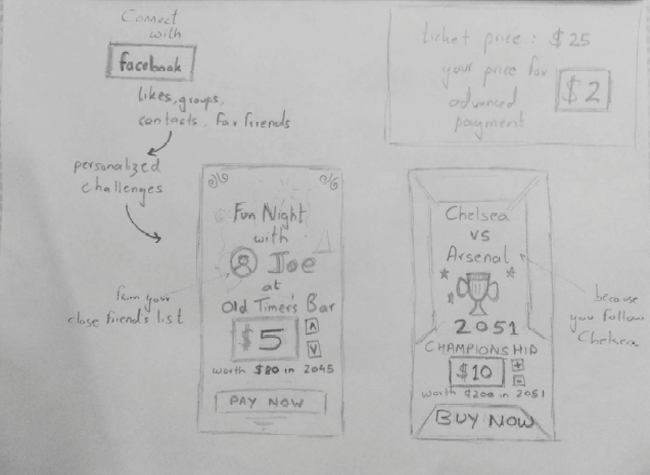 Connect
with
facebook
likes, groups,
contacts, far friends
personalized
challenges
ticket price: $25
your price for
advanced
payment
$2
Fun Night
with
Joe
at
Old Timer's Bar
$5
worth $80 in 2045
PAY NOW
from your
close friend's list
Chelsea
vs
Arsenal
2051
CHAMPIONSHIP
$10
+
-
worth $200 in 2051
BUY NOW
because
you follow
Chelsea